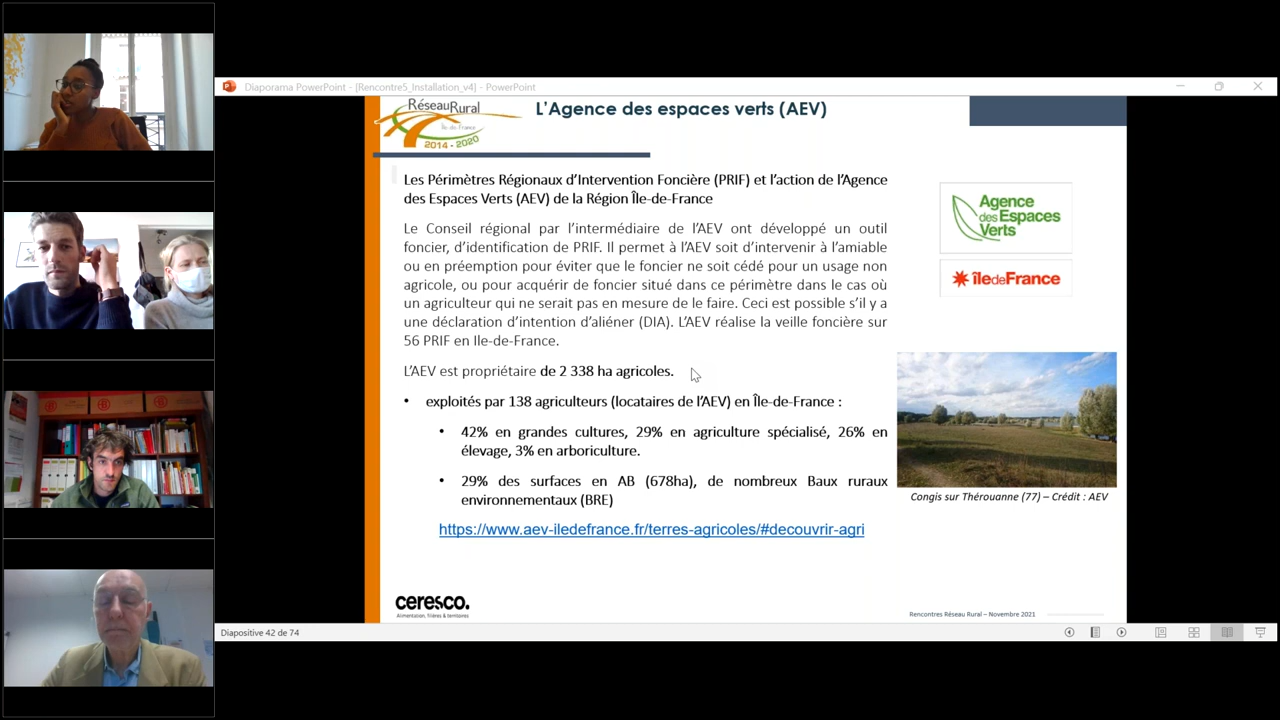 Diaporama PowerPoint - [Rencontre5_Installation_v4] - PowerPoint
RéseauRural
Île de France
2014 - 2020
L'Agence des espaces verts (AEV)
Les Périmètres Régionaux d'Intervention Foncière (PRIF) et l'action de l'Agence
des Espaces Verts (AEV) de la Région Île-de-France
Le Conseil régional par l'intermédiaire de l'AEV ont développé un outil
foncier, d'identification de PRIF. Il permet à l'AEV soit d'intervenir à l'amiable
ou en préemption pour éviter que le foncier ne soit cédé pour un usage non
agricole, ou pour acquérir de foncier situé dans ce périmètre dans le cas où
un agriculteur qui ne serait pas en mesure de le faire. Ceci est possible s'il y a
une déclaration d'intention d'aliéner (DIA). L'AEV réalise la veille foncière sur
56 PRIF en Ile-de-France.
L'AEV est propriétaire de 2 338 ha agricoles.
• exploités par 138 agriculteurs (locataires de l'AEV) en Île-de-France :
• 42% en grandes cultures, 29% en agriculture spécialisé, 26% en
élevage, 3% en arboriculture.
• 29% des surfaces en AB (678ha), de nombreux Baux ruraux
environnementaux (BRE)
https://www.aev-iledefrance.fr/terres-agricoles/#decouvrir-agri
Agence
des Espaces
Verts
îledeFrance
Congis sur Thérouanne (77) – Crédit : AEV
ceresco.
Alimentation, filières & territoires
Rencontres Réseau Rural – Novembre 2021
Diapositive 42 de 74